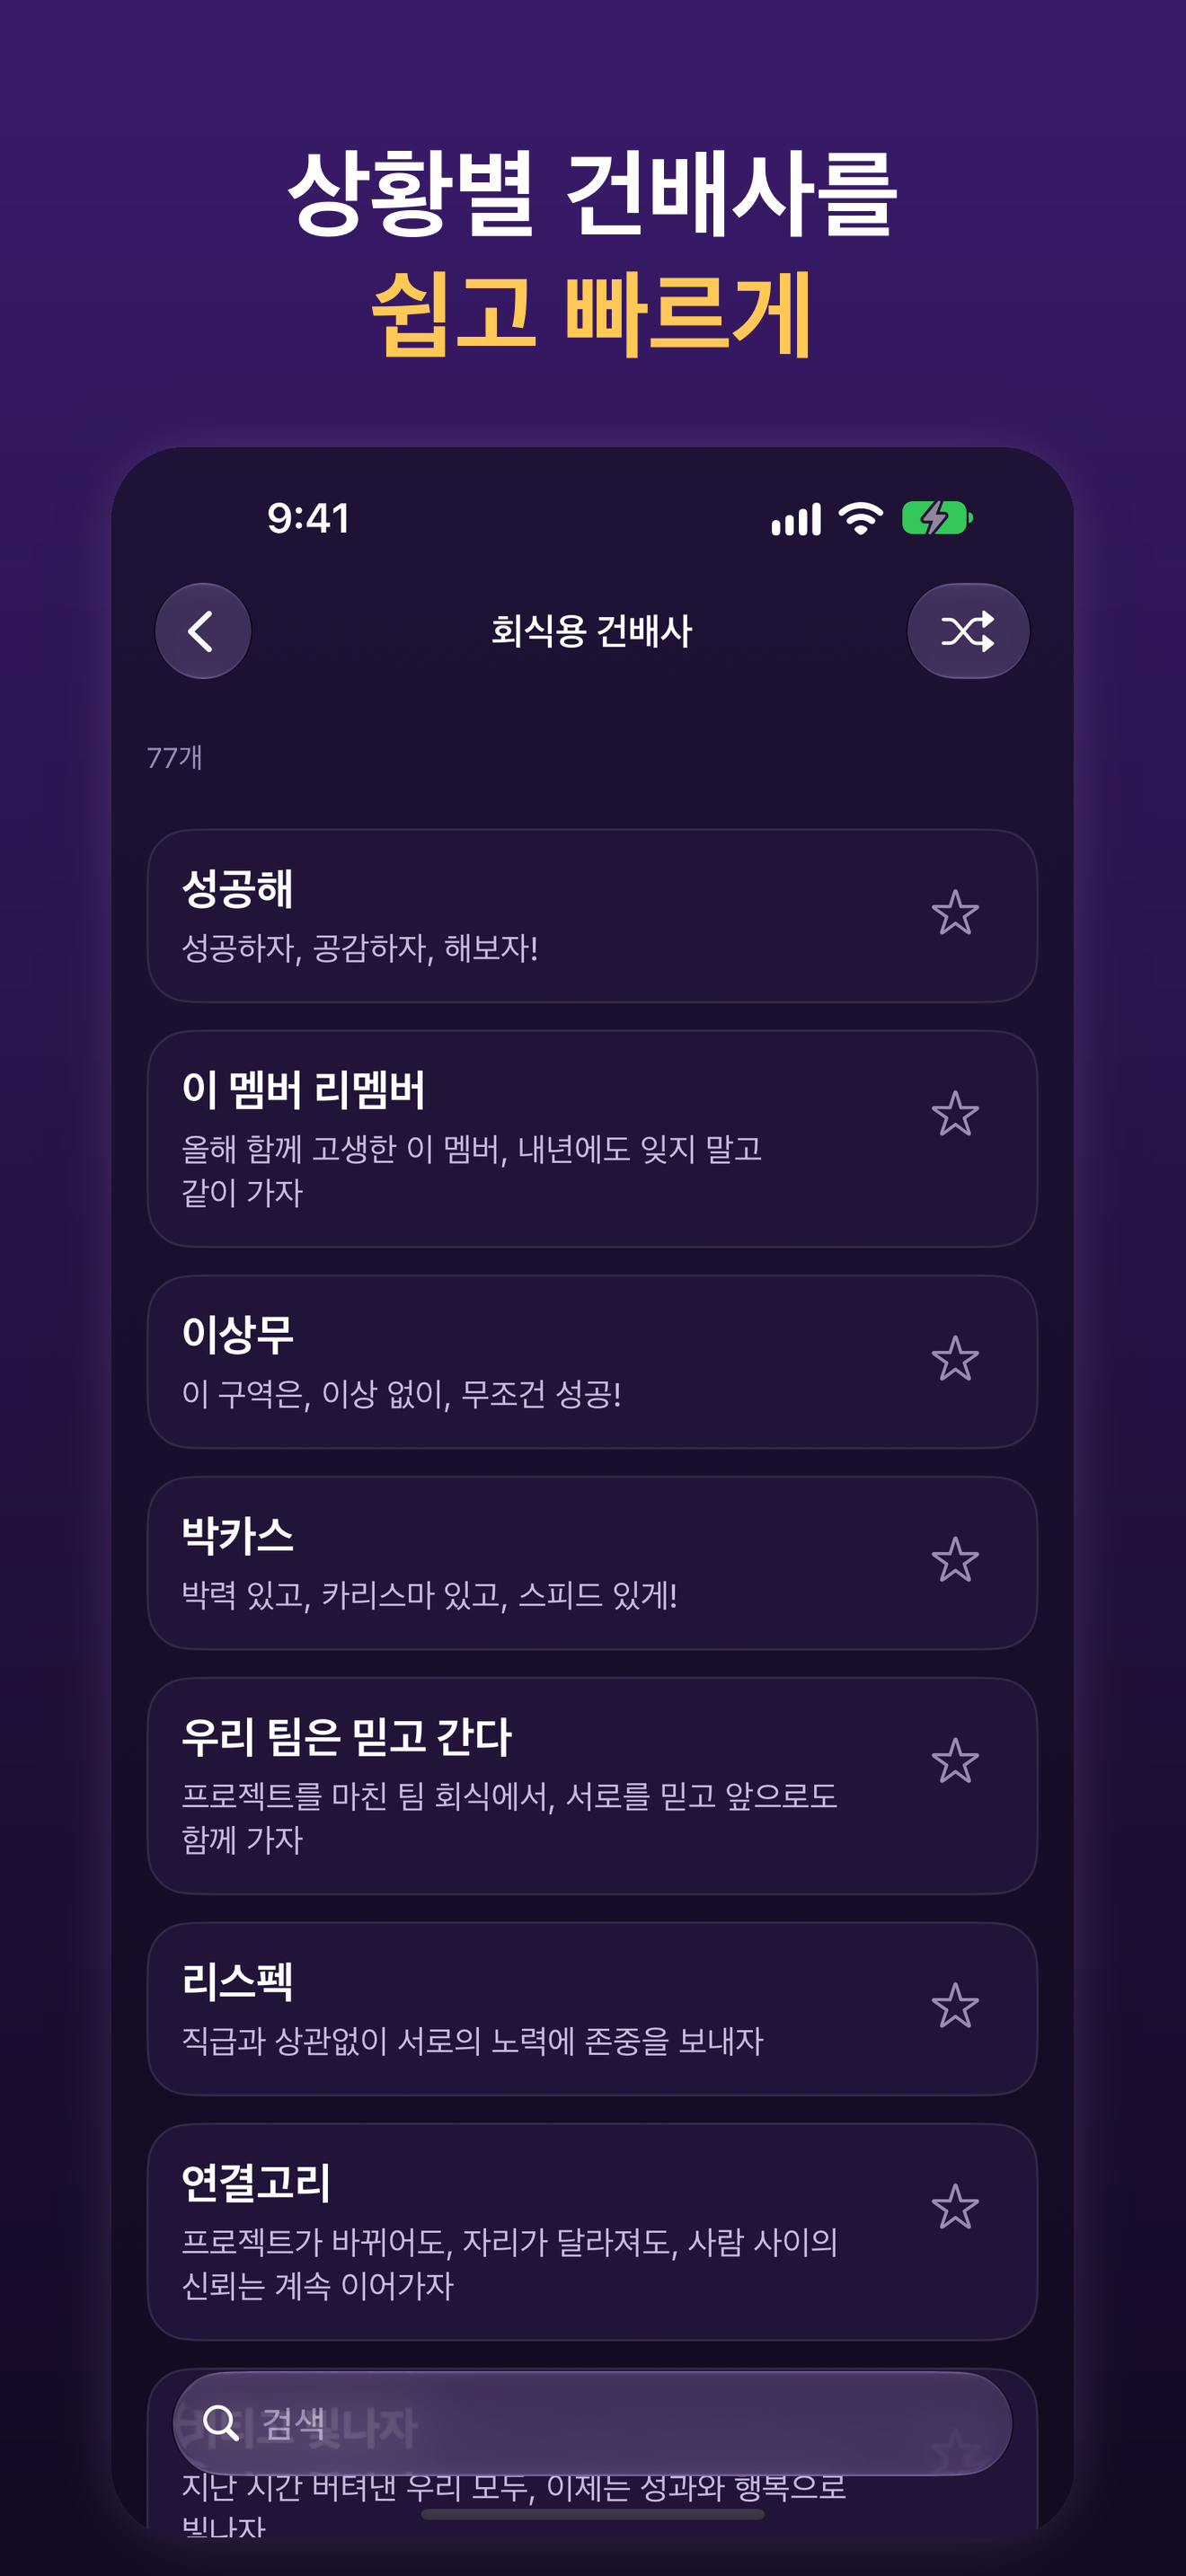 상황별 건배사를
쉽고 빠르게
9:41
회식용 건배사
77개
성공해
성공하자, 공감하자, 해보자!
이 멤버 리멤버
올해 함께 고생한 이 멤버, 내년에도 잊지 말고
같이 가자
이상무
이 구역은, 이상 없이, 무조건 성공!
박카스
박력 있고, 카리스마 있고, 스피드 있게!
우리 팀은 믿고 간다
프로젝트를 마친 팀 회식에서, 서로를 믿고 앞으로도
함께 가자
리스펙
직급과 상관없이 서로의 노력에 존중을 보내자
연결고리
프로젝트가 바뀌어도, 자리가 달라져도, 사람 사이의
신뢰는 계속 이어가자
검색
지난 시간 버텨낸 우리 모두, 이제는 성과와 행복으로
빛나자